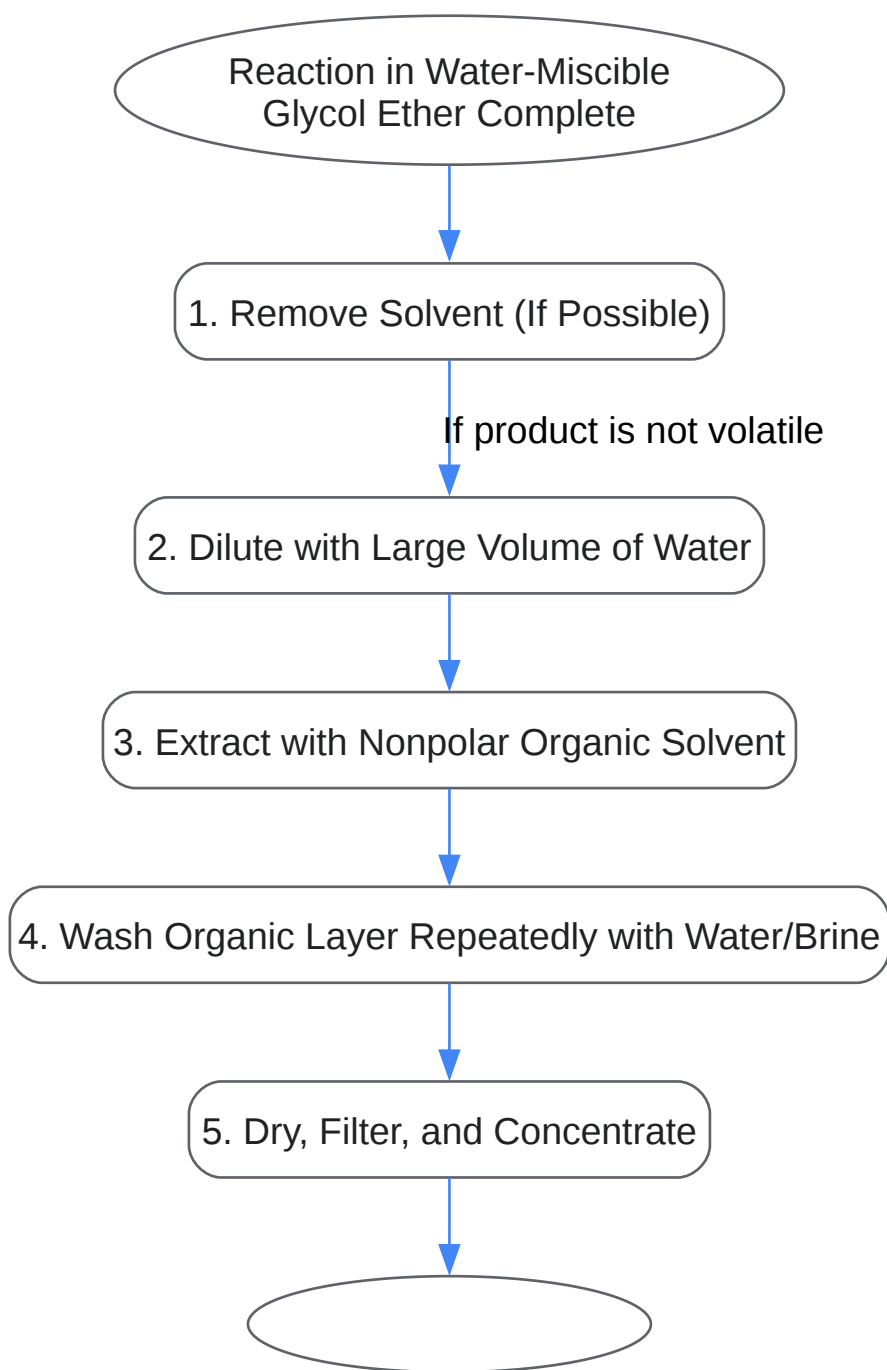 Reaction in Water-Miscible
Glycol Ether Complete
1. Remove Solvent (If Possible)
If product is not volatile
2. Dilute with Large Volume of Water
3. Extract with Nonpolar Organic Solvent
4. Wash Organic Layer Repeatedly with Water/Brine
5. Dry, Filter, and Concentrate